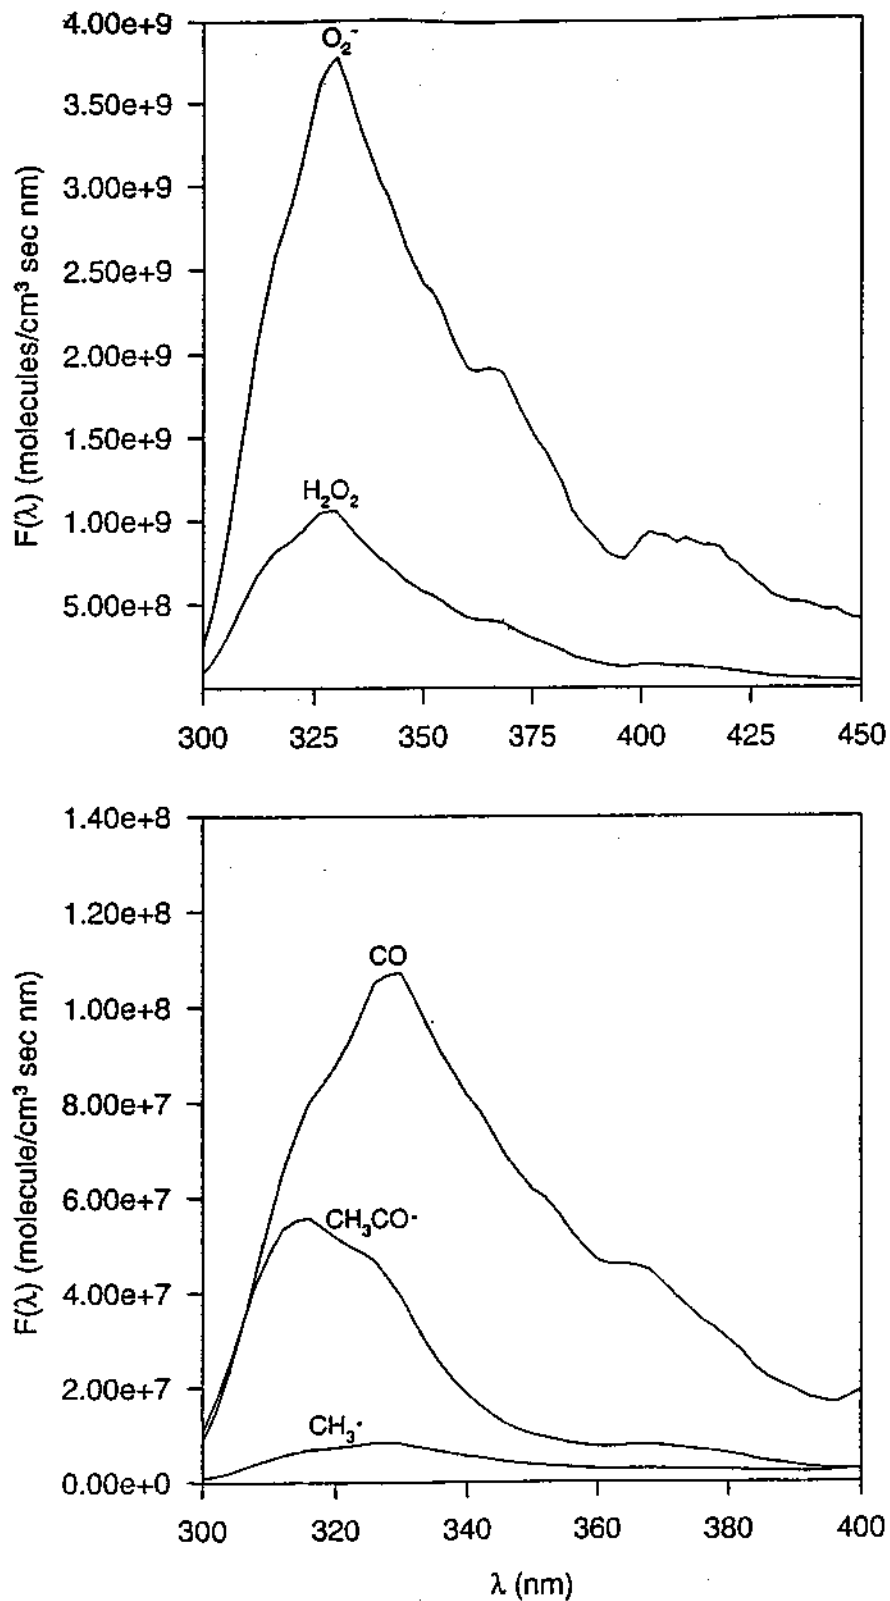 4.00e+9
O₂⁻
3.50e+9
3.00e+9
2.50e+9
2.00e+9
1.50e+9
1.00e+9
5.00e+8
F(λ) (molecules/cm³ sec nm)
H₂O₂
300 325 350 375 400 425 450
1.40e+8
1.20e+8
1.00e+8
8.00e+7
6.00e+7
4.00e+7
2.00e+7
0.00e+0
F(λ) (molecule/cm³ sec nm)
CO
CH₃CO·
CH₃·
300 320 340 360 380 400
λ (nm)